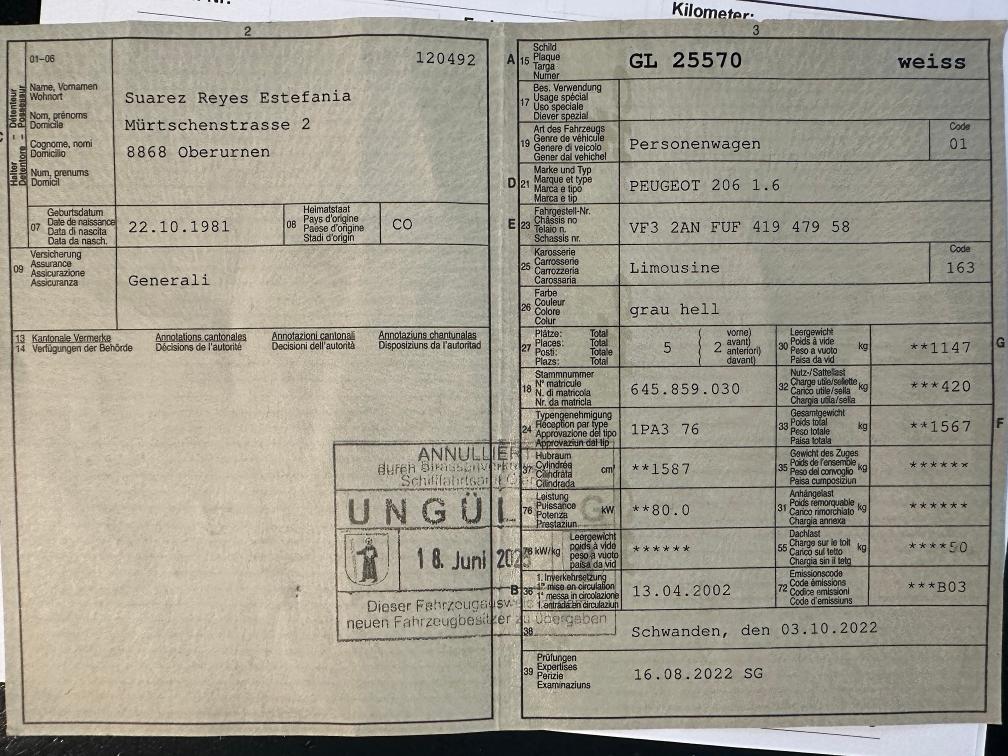 Kilometer:
2
01-06
120492
Halter – Détenteur
Detentore – Possessur
Name, Vornamen
Wohnort
Nom, prénoms
Domicile
Cognome, nomi
Domicilio
Num, prenums
Domicil
Suarez Reyes Estefania
Mürtschenstrasse 2
8868 Oberurnen
07 Geburtsdatum
Date de naissance
Data di nascita
Data da nasch.
22.10.1981
08 Heimatstaat
Pays d'origine
Paese d'origine
Stadi d'origin
CO
09 Versicherung
Assurance
Assicurazione
Assicuranza
Generali
13 Kantonale Vermerke Annotations cantonales Annotazioni cantonali Annotaziuns chantunalas
14 Verfügungen der Behörde Décisions de l'autorité Decisioni dell'autorità Disposiziuns da l'autoritad
ANNULLIERT
durch
UNGÜL G
18. Juni
Dieser Fahrzeugausweis
neuen Fahrzeugbesitzer zu übergeben
3
A 15 Schild
Plaque
Targa
Numer
GL 25570 weiss
17 Bes. Verwendung
Usage spécial
Uso speciale
Diever spezial
19 Art des Fahrzeugs
Genre de véhicule
Genere di veicolo
Gener dal vehichel
Personenwagen
Code
01
D 21 Marke und Typ
Marque et type
Marca e tipo
Marca e tip
PEUGEOT 206 1.6
E 23 Fahrgestell-Nr.
Châssis no
Telaio n.
Schassis nr.
VF3 2AN FUF 419 479 58
25 Karosserie
Carrosserie
Carrozzeria
Carossaria
Limousine
Code
163
26 Farbe
Couleur
Colore
Colur
grau hell
27 Plätze: Total
Places: Total
Posti: Totale
Plazs: Total
5 ( 2 vorne)
avant)
anteriori)
davant)
30 Leergewicht
Poids à vide
Peso a vuoto
Paisa da vid
kg
**1147
G
18 Stammnummer
N° matricule
N. di matricola
Nr. da matricla
645.859.030
32 Nutz-/Sattellast
Charge utile/sellette
Carico utile/sella
Chargia utila/sella
kg
***420
24 Typengenehmigung
Réception par type
Approvazione del tipo
Approvaziun dal tip
1PA3 76
33 Gesamtgewicht
Poids total
Peso totale
Paisa totala
kg
**1567
F
37 Hubraum
Cylindrée
Cilindrata
Cilindrada
cm³
**1587
35 Gewicht des Zuges
Poids de l'ensemble
Peso del convoglio
Paisa cumposiziun
kg
******
76 Leistung
Puissance
Potenza
Prestaziun
kW
**80.0
31 Anhängelast
Poids remorquable
Carico rimorchiato
Chargia annexa
kg
******
78 kW/kg
Leergewicht
poids à vide
peso à vuoto
paisa da vid
******
55 Dachlast
Charge sur le toit
Carico sul tetto
Chargia sin il tetg
kg
****50
B 36 1. Inverkehrsetzung
1re mise en circulation
1a messa in circolazione
1. entrada en circulaziun
13.04.2002
72 Emissionscode
Code émissions
Codice emissioni
Code d'emissiuns
***B03
38
Schwanden, den 03.10.2022
39 Prüfungen
Expertises
Perizie
Examinaziuns
16.08.2022 SG